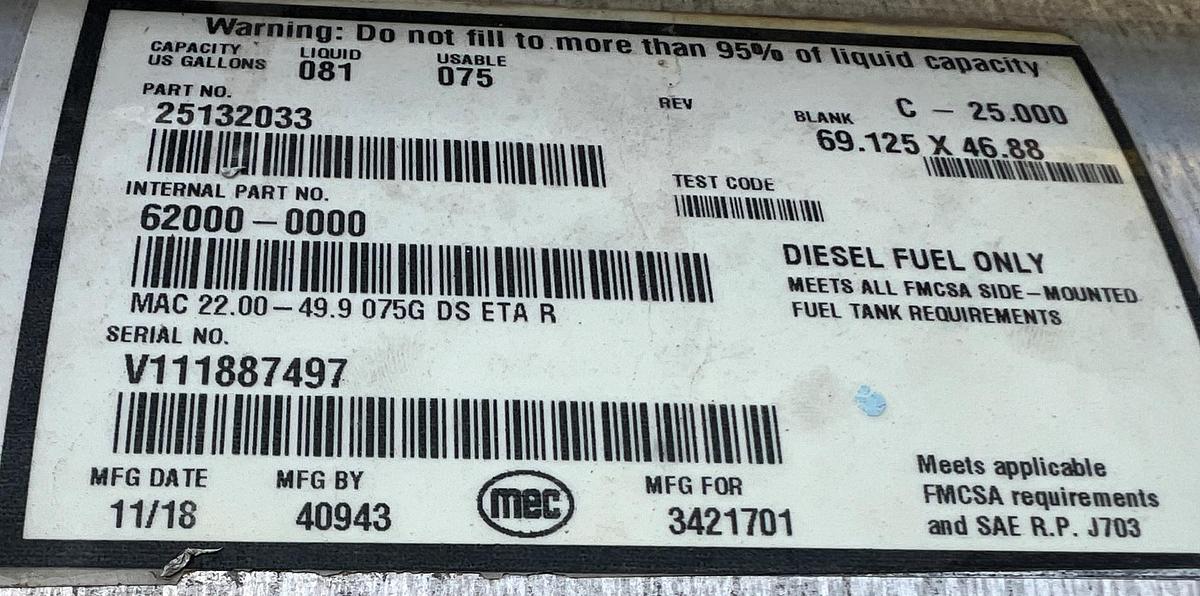 Warning: Do not fill to more than 95% of liquid capacity
CAPACITY LIQUID USABLE
US GALLONS 081 075
PART NO. REV BLANK C - 25.000
25132033 69.125 X 46.88
INTERNAL PART NO. TEST CODE
62000-0000
DIESEL FUEL ONLY
MEETS ALL FMCSA SIDE-MOUNTED
FUEL TANK REQUIREMENTS
MAC 22.00-49.9 075G DS ETA R
SERIAL NO.
V111887497
MFG DATE MFG BY mec MFG FOR
11/18 40943 3421701
Meets applicable
FMCSA requirements
and SAE R.P. J703